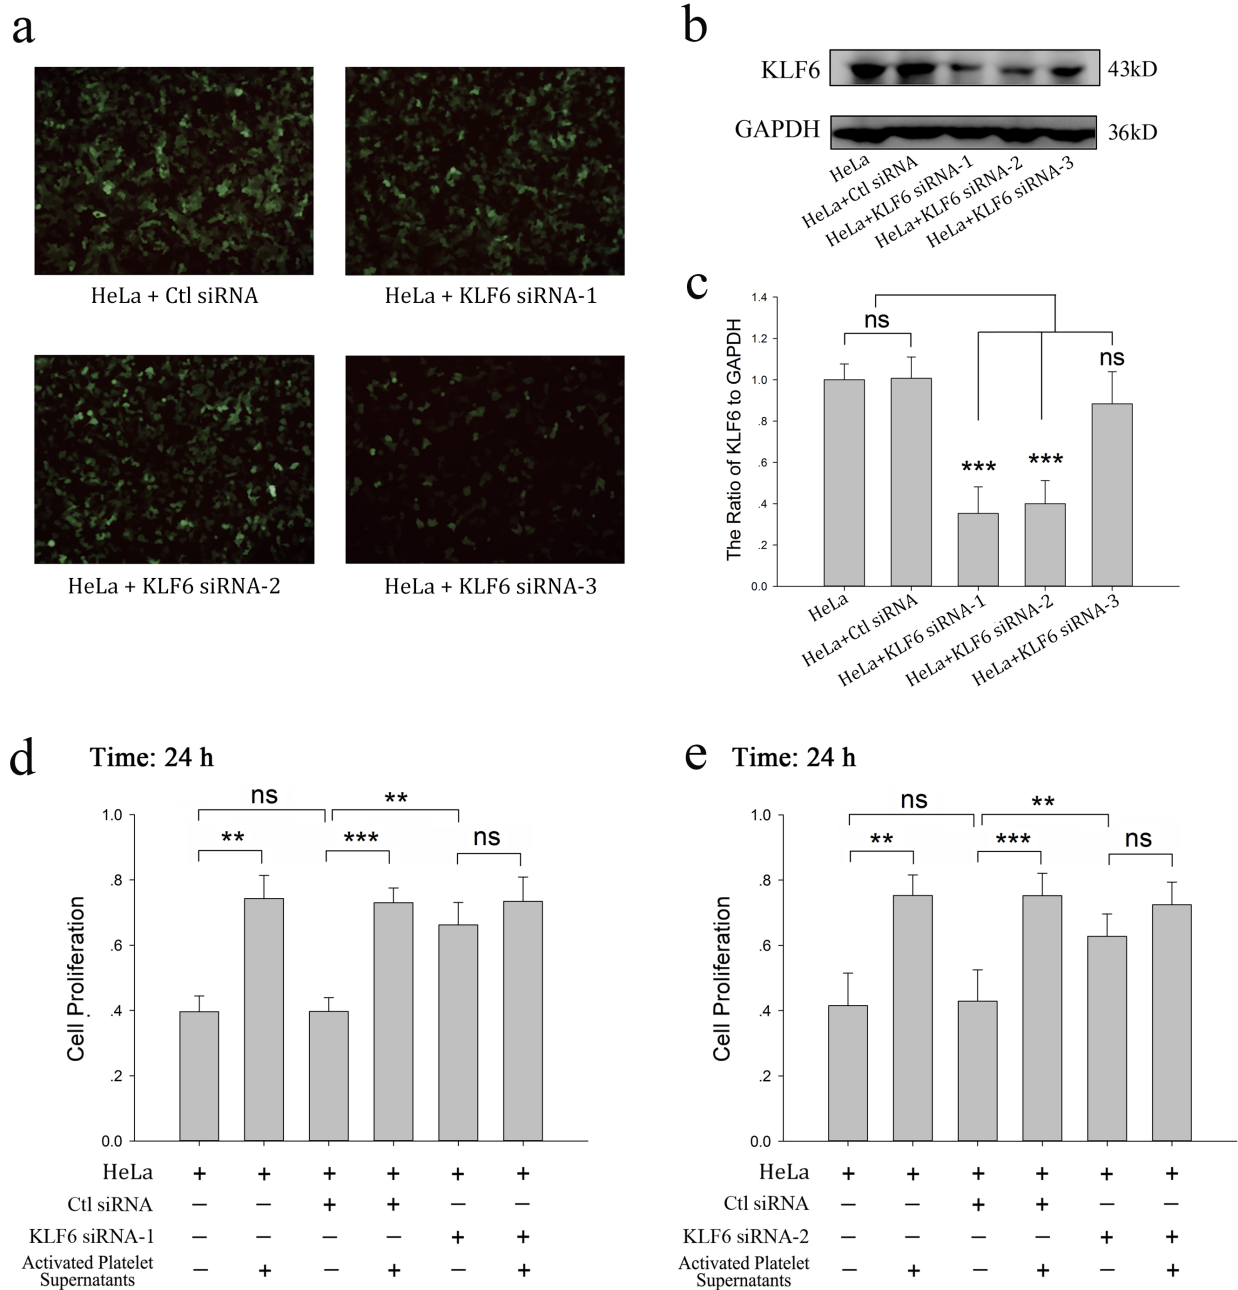 a
HeLa + Ctl siRNA
HeLa + KLF6 siRNA-1
HeLa + KLF6 siRNA-2
HeLa + KLF6 siRNA-3
b
KLF6
43kD
GAPDH
36kD
HeLa
HeLa+Ctl siRNA
HeLa+KLF6 siRNA-1
HeLa+KLF6 siRNA-2
HeLa+KLF6 siRNA-3
c
The Ratio of KLF6 to GAPDH
1.4
1.2
1.0
.8
.6
.4
.2
0.0
ns
***
***
ns
HeLa
HeLa+Ctl siRNA
HeLa+KLF6 siRNA-1
HeLa+KLF6 siRNA-2
HeLa+KLF6 siRNA-3
d
Time: 24 h
Cell Proliferation
1.0
.8
.6
.4
.2
0.0
ns
**
**
***
ns
HeLa + + + + + +
Ctl siRNA − − + + − −
KLF6 siRNA-1 − − − − + +
Activated Platelet
Supernatants − + − + − +
e
Time: 24 h
Cell Proliferation
1.0
.8
.6
.4
.2
0.0
ns
**
**
***
ns
HeLa + + + + + +
Ctl siRNA − − + + − −
KLF6 siRNA-2 − − − − + +
Activated Platelet
Supernatants − + − + − +